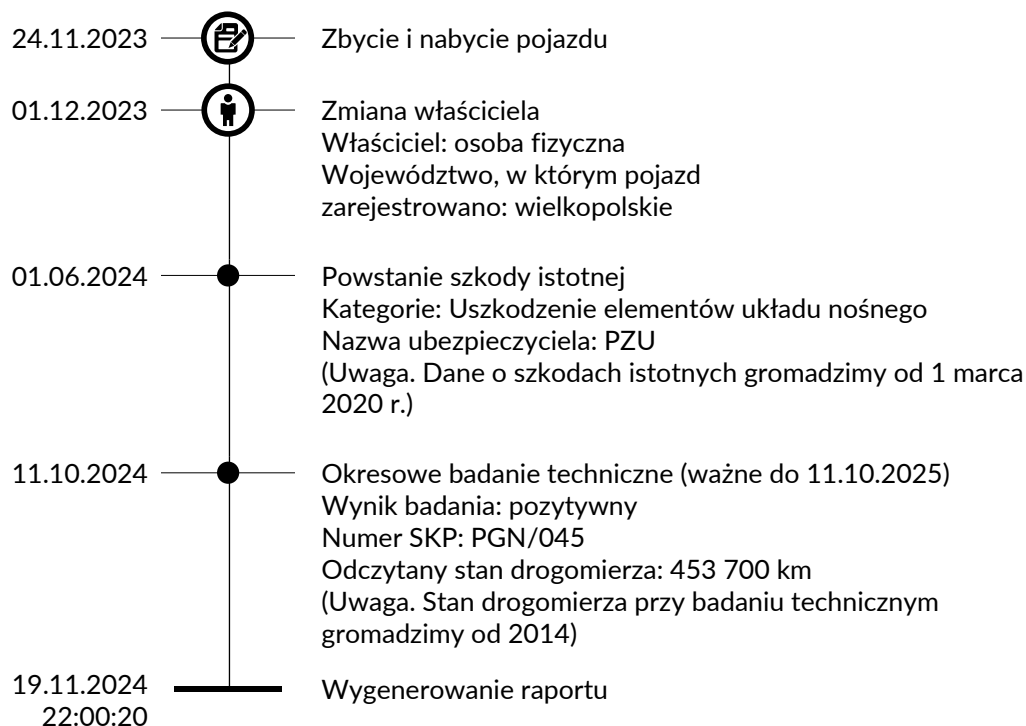 24.11.2023 Zbycie i nabycie pojazdu
01.12.2023 Zmiana właściciela
Właściciel: osoba fizyczna
Województwo, w którym pojazd
zarejestrowano: wielkopolskie
01.06.2024 Powstanie szkody istotnej
Kategorie: Uszkodzenie elementów układu nośnego
Nazwa ubezpieczyciela: PZU
(Uwaga. Dane o szkodach istotnych gromadzimy od 1 marca
2020 r.)
11.10.2024 Okresowe badanie techniczne (ważne do 11.10.2025)
Wynik badania: pozytywny
Numer SKP: PGN/045
Odczytany stan drogomierza: 453 700 km
(Uwaga. Stan drogomierza przy badaniu technicznym
gromadzimy od 2014)
19.11.2024 Wygenerowanie raportu
22:00:20